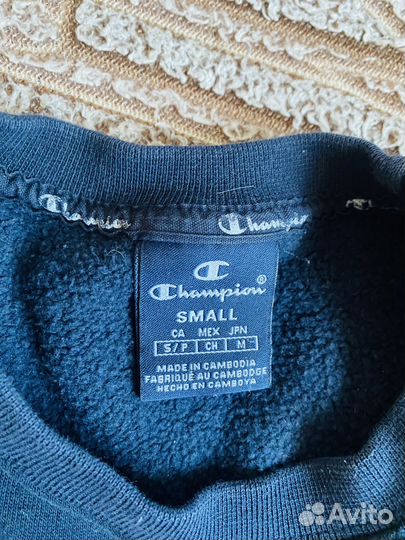 Champion
Champion
Champion®
SMALL
CA MEX JPN
S/P CH M
MADE IN CAMBODIA
FABRIQUÉ AU CAMBODGE
HECHO EN CAMBOYA
Avito